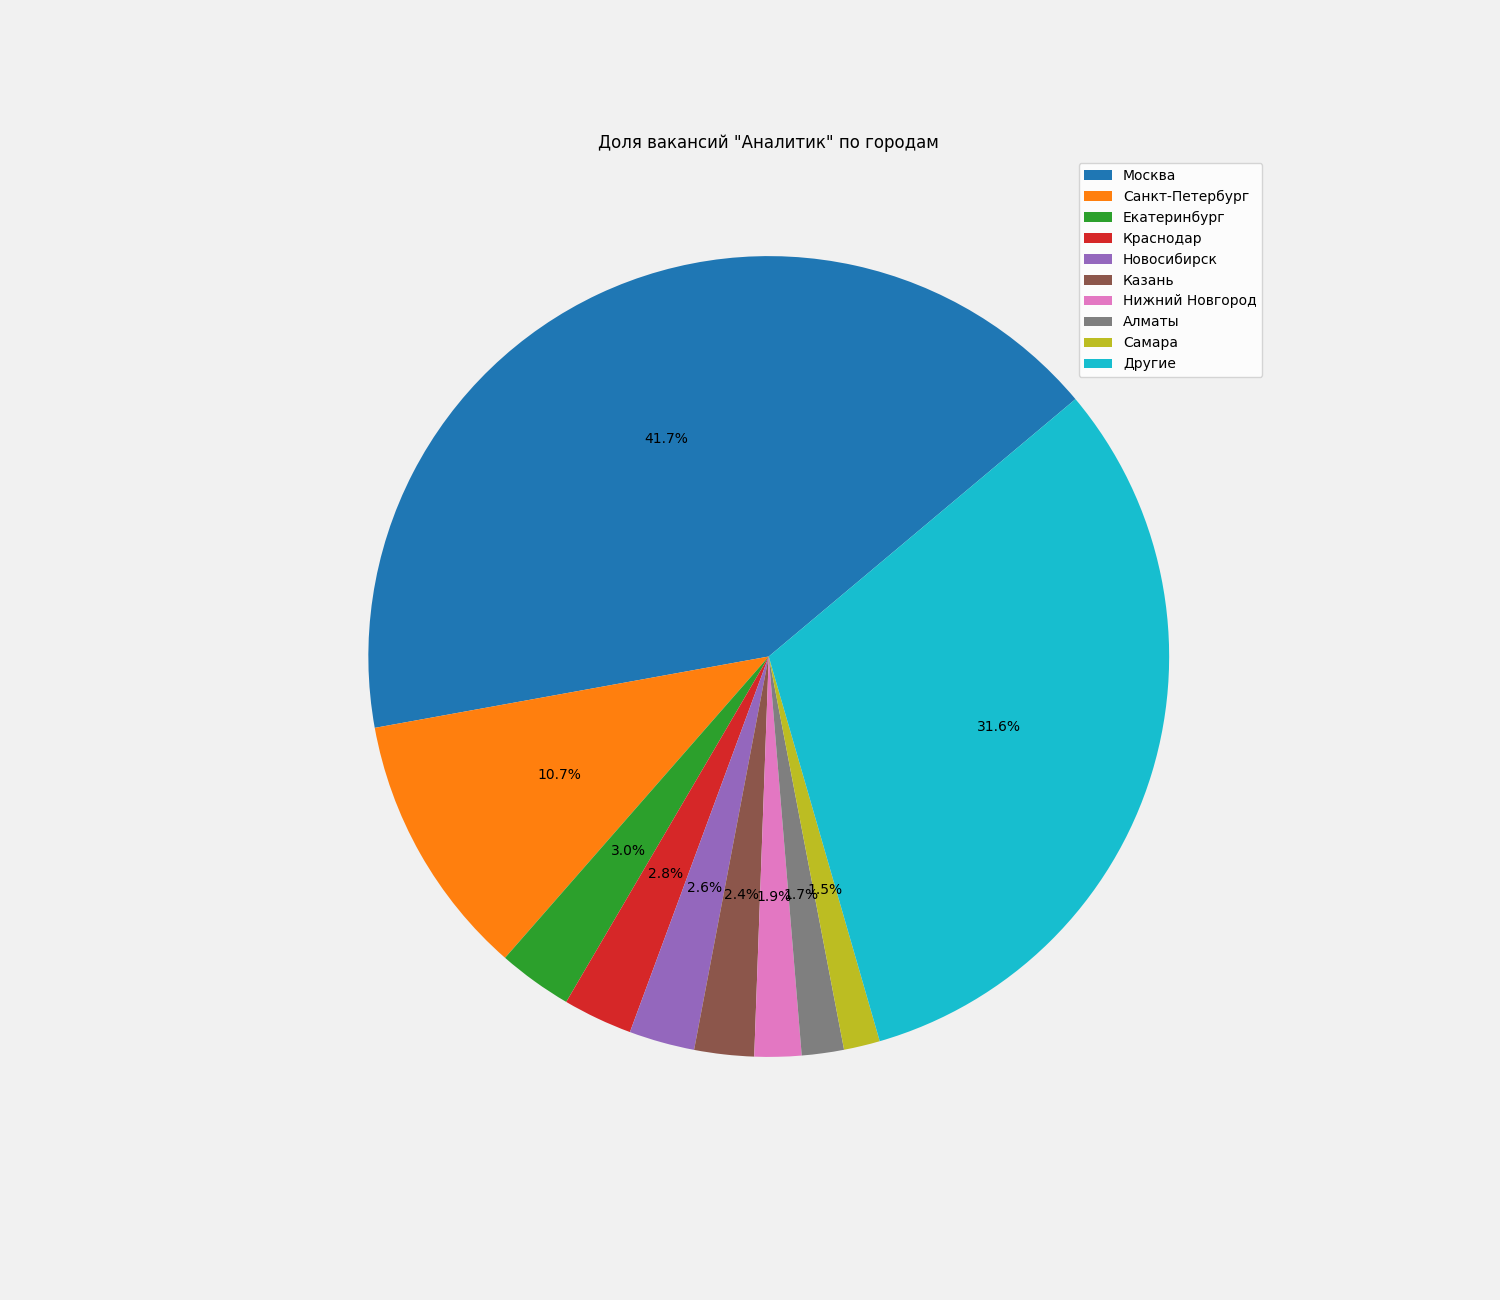 Доля вакансий "Аналитик" по городам
Москва
Санкт-Петербург
Екатеринбург
Краснодар
Новосибирск
Казань
Нижний Новгород
Алматы
Самара
Другие
41.7%
31.6%
10.7%
3.0%
2.8%
2.6%
2.4%
1.9%
1.7%
1.5%